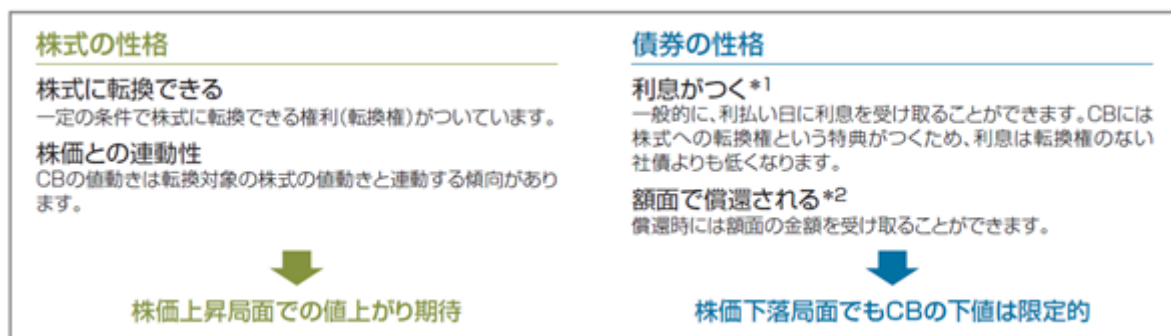 株式の性格
株式に転換できる
一定の条件で株式に転換できる権利(転換権)がついています。
株価との連動性
CBの値動きは転換対象の株式の値動きと連動する傾向があり
ます。
株価上昇局面での値上がり期待
債券の性格
利息がつく*1
一般的に、利払い日に利息を受け取ることができます。CBには
株式への転換権という特典がつくため、利息は転換権のない
社債よりも低くなります。
額面で償還される*2
償還時には額面の金額を受け取ることができます。
株価下落局面でもCBの下値は限定的